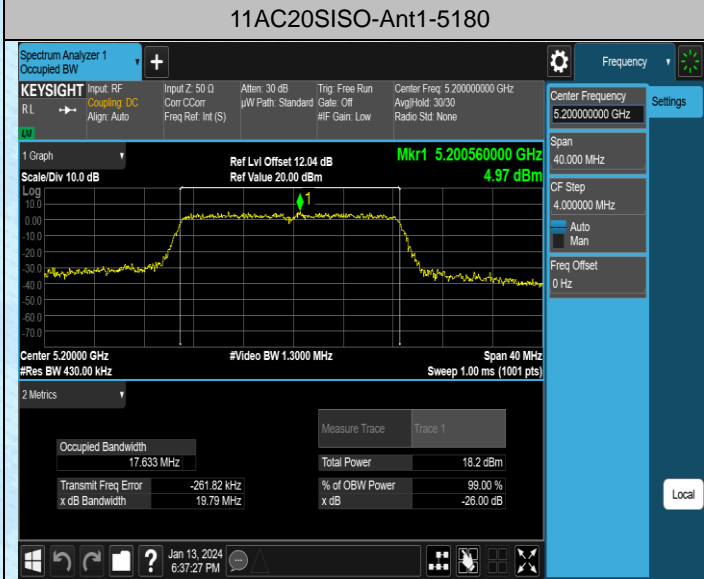 11AC20SISO-Ant1-5180
Spectrum Analyzer 1
Occupied BW
Frequency
KEYSIGHT
RL
LXI
Input: RF
Coupling: DC
Align: Auto
Input Z: 50 Ω
Corr CCorr
Freq Ref: Int (S)
Atten: 30 dB
µW Path: Standard
Trig: Free Run
Gate: Off
#IF Gain: Low
Center Freq: 5.200000000 GHz
Avg|Hold: 30/30
Radio Std: None
Center Frequency
5.200000000 GHz
Settings
Span
40.000 MHz
CF Step
4.000000 MHz
Auto
Man
Freq Offset
0 Hz
1 Graph
Scale/Div 10.0 dB
Ref Lvl Offset 12.04 dB
Ref Value 20.00 dBm
Mkr1 5.200560000 GHz
4.97 dBm
Log
10.0
0.00
-10.0
-20.0
-30.0
-40.0
-50.0
-60.0
-70.0
1
Center 5.20000 GHz
#Video BW 1.3000 MHz
Span 40 MHz
#Res BW 430.00 kHz
Sweep 1.00 ms (1001 pts)
2 Metrics
Measure Trace
Trace 1
Occupied Bandwidth
17.633 MHz
Total Power
18.2 dBm
Transmit Freq Error
-261.82 kHz
% of OBW Power
99.00 %
x dB Bandwidth
19.79 MHz
x dB
-26.00 dB
Local
?
Jan 13, 2024
6:37:27 PM